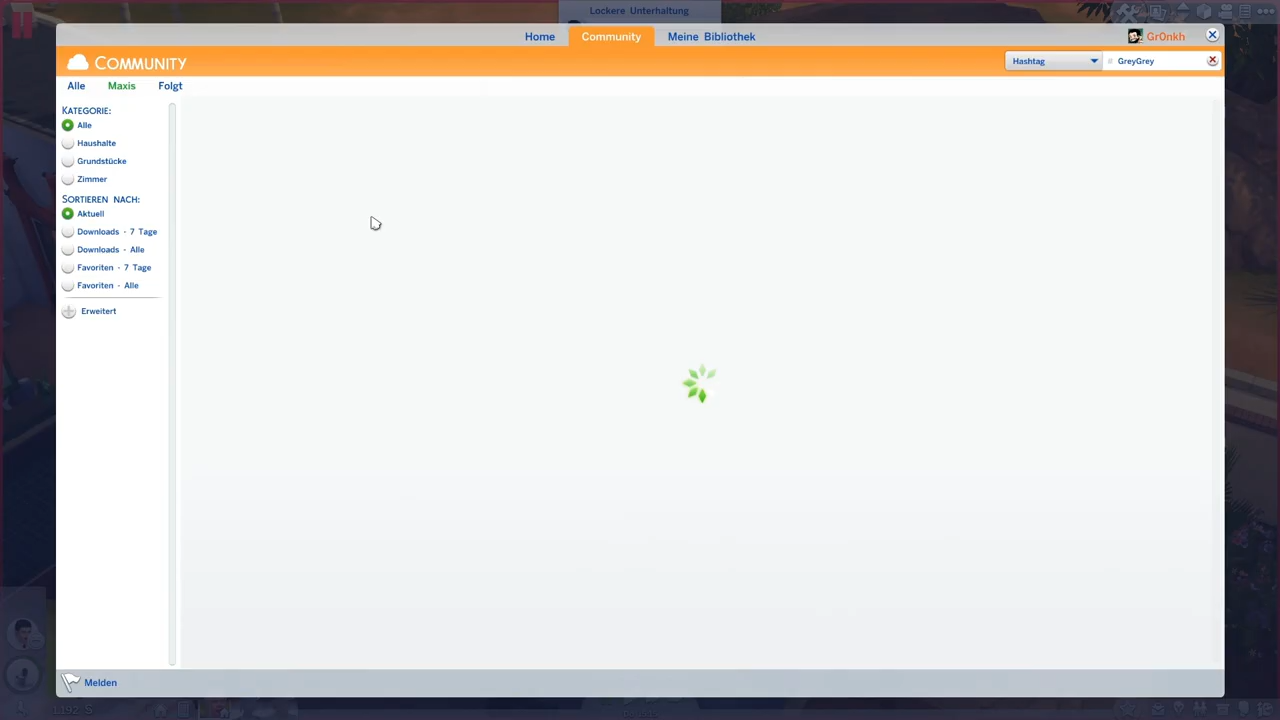 Lockere Unterhaltung
Home
Community
Meine Bibliothek
Gr0nkh
COMMUNITY
Hashtag
# GreyGrey
Alle
Maxis
Folgt
KATEGORIE:
Alle
Haushalte
Grundstücke
Zimmer
SORTIEREN NACH:
Aktuell
Downloads - 7 Tage
Downloads - Alle
Favoriten - 7 Tage
Favoriten - Alle
Erweitert
Melden